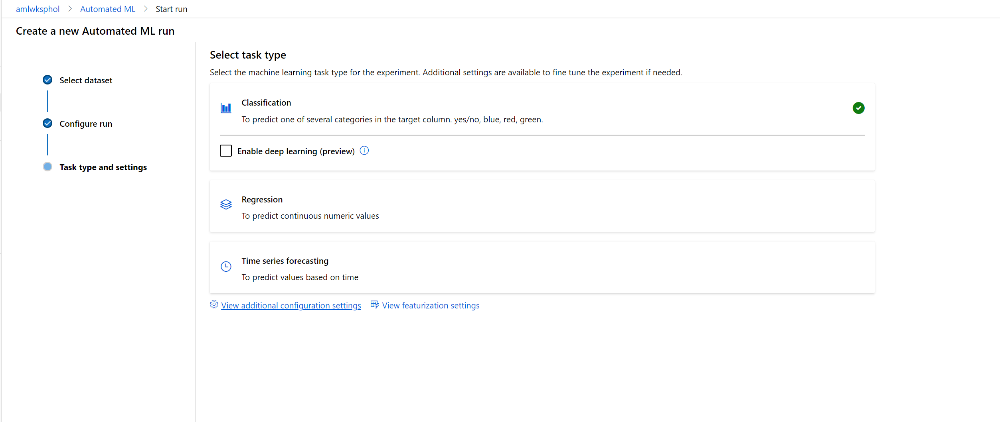 amlwksphol > Automated ML > Start run
Create a new Automated ML run
Select dataset
Configure run
Task type and settings
Select task type
Select the machine learning task type for the experiment. Additional settings are available to fine tune the experiment if needed.
Classification
To predict one of several categories in the target column. yes/no, blue, red, green.
Enable deep learning (preview)
Regression
To predict continuous numeric values
Time series forecasting
To predict values based on time
View additional configuration settings View featurization settings